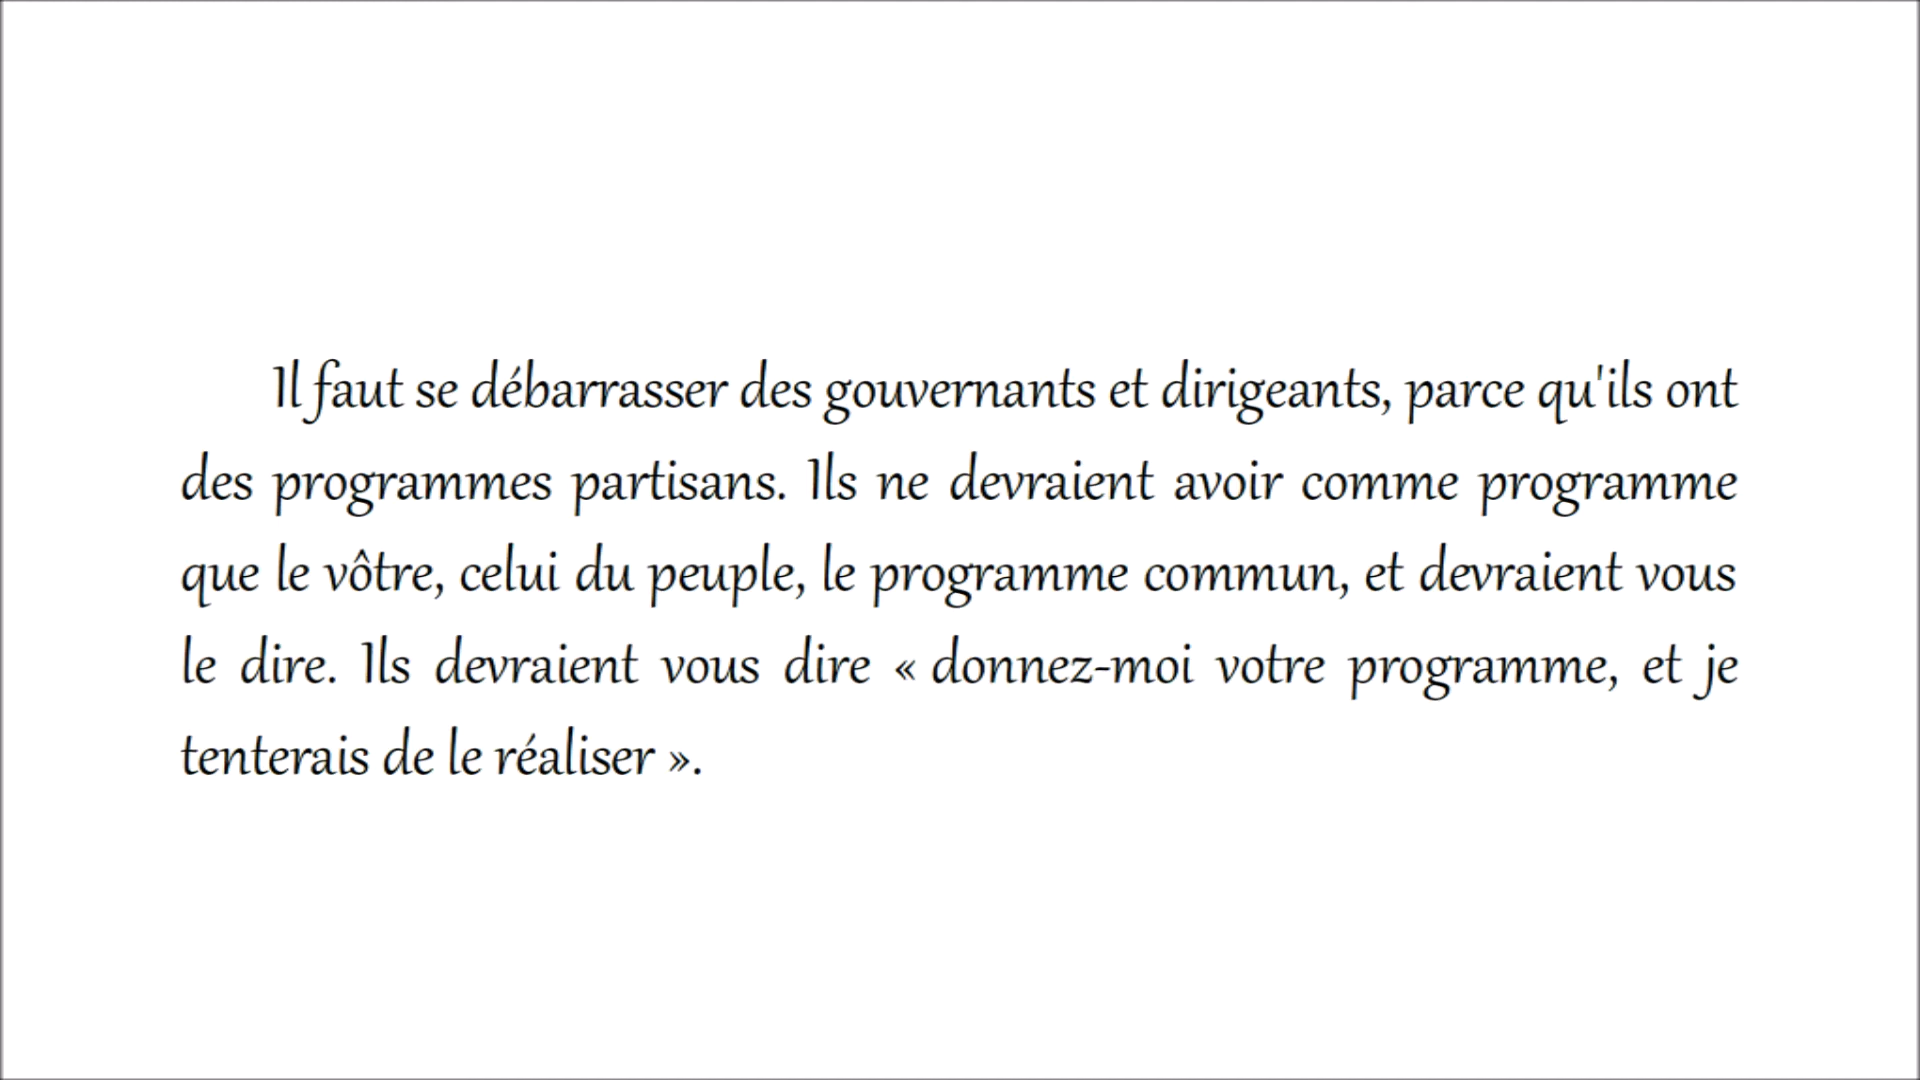 Il faut se débarrasser des gouvernants et dirigeants, parce qu'ils ont
des programmes partisans. Ils ne devraient avoir comme programme
que le vôtre, celui du peuple, le programme commun, et devraient vous
le dire. Ils devraient vous dire « donnez-moi votre programme, et je
tenterais de le réaliser ».